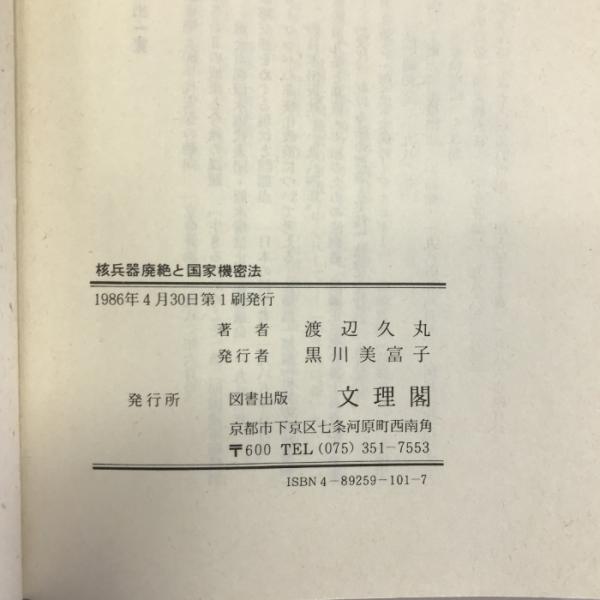 核兵器廃絶と国家機密法
1986年4月30日第1刷発行
著者 渡辺久丸
発行者 黒川美富子
発行所 図書出版 文理閣
京都市下京区七条河原町西南角
〒600 TEL (075) 351-7553
ISBN4-89259-101-7